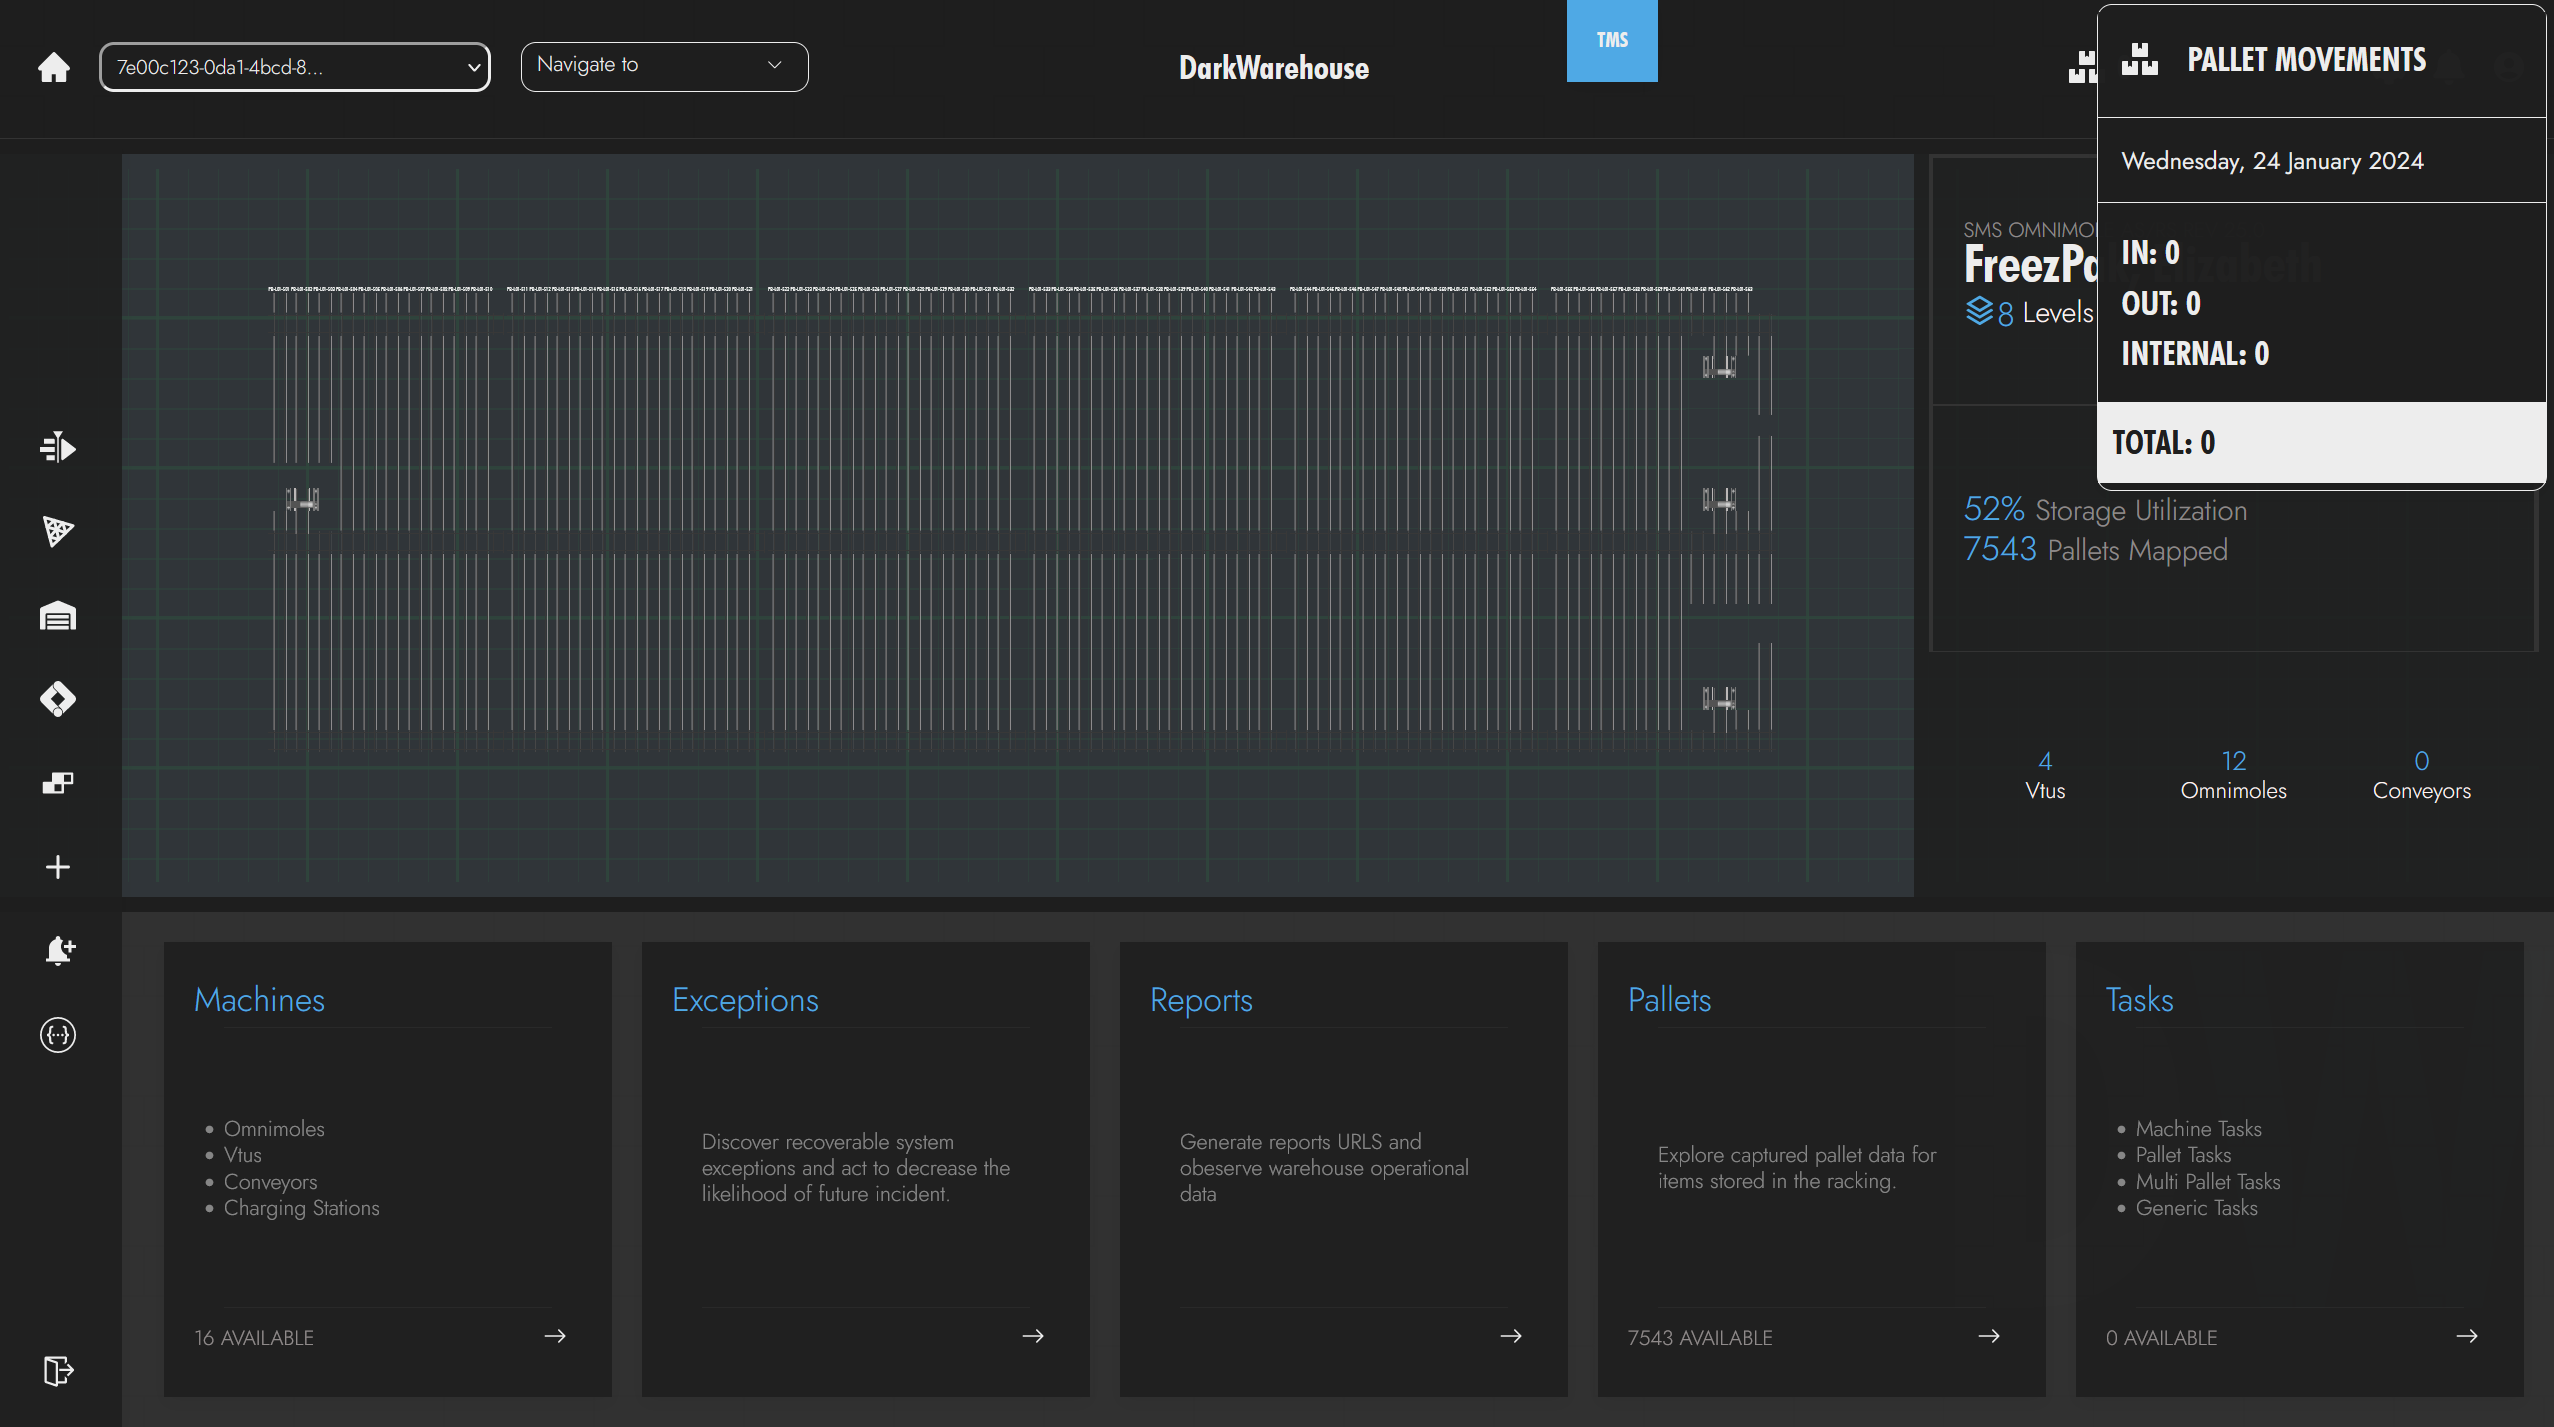 7e00c123-0da1-4bcd-8...
Navigate to
DarkWarehouse
TMS
PALLET MOVEMENTS
Wednesday, 24 January 2024
IN: 0
OUT: 0
INTERNAL: 0
TOTAL: 0
SMS OMNIMO
FreezPa
8 Levels
52% Storage Utilization
7543 Pallets Mapped
4
Vtus
12
Omnimoles
0
Conveyors
Machines
Omnimoles
Vtus
Conveyors
Charging Stations
16 AVAILABLE
Exceptions
Discover recoverable system
exceptions and act to decrease the
likelihood of future incident.
Reports
Generate reports URLS and
obeserve warehouse operational
data
Pallets
Explore captured pallet data for
items stored in the racking.
7543 AVAILABLE
Tasks
Machine Tasks
Pallet Tasks
Multi Pallet Tasks
Generic Tasks
0 AVAILABLE